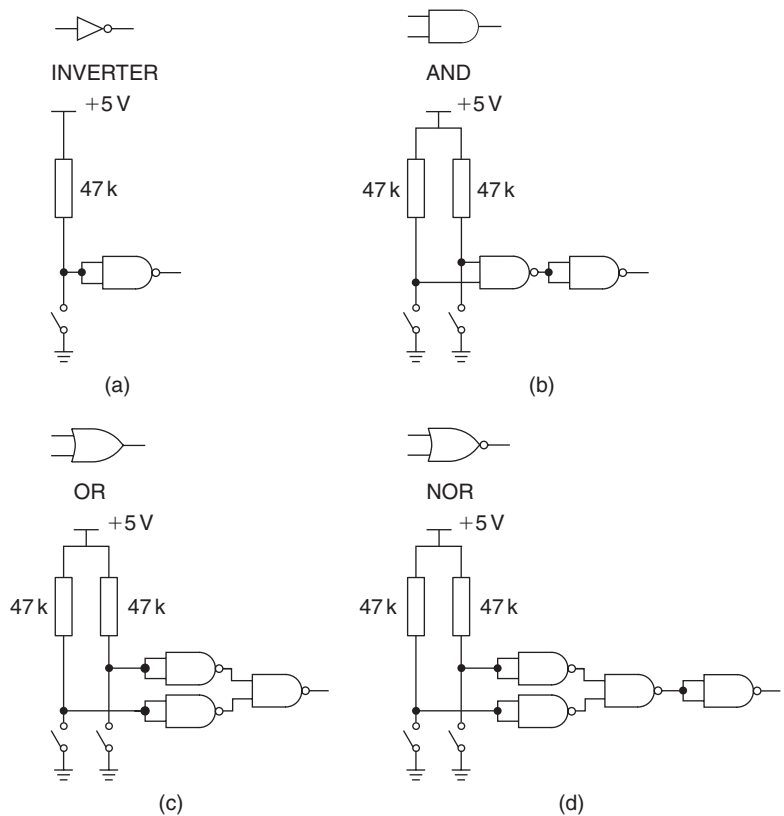 INVERTER
+5 V
47 k
(a)
AND
+5 V
47 k
47 k
(b)
OR
+5 V
47 k
47 k
(c)
NOR
+5 V
47 k
47 k
(d)